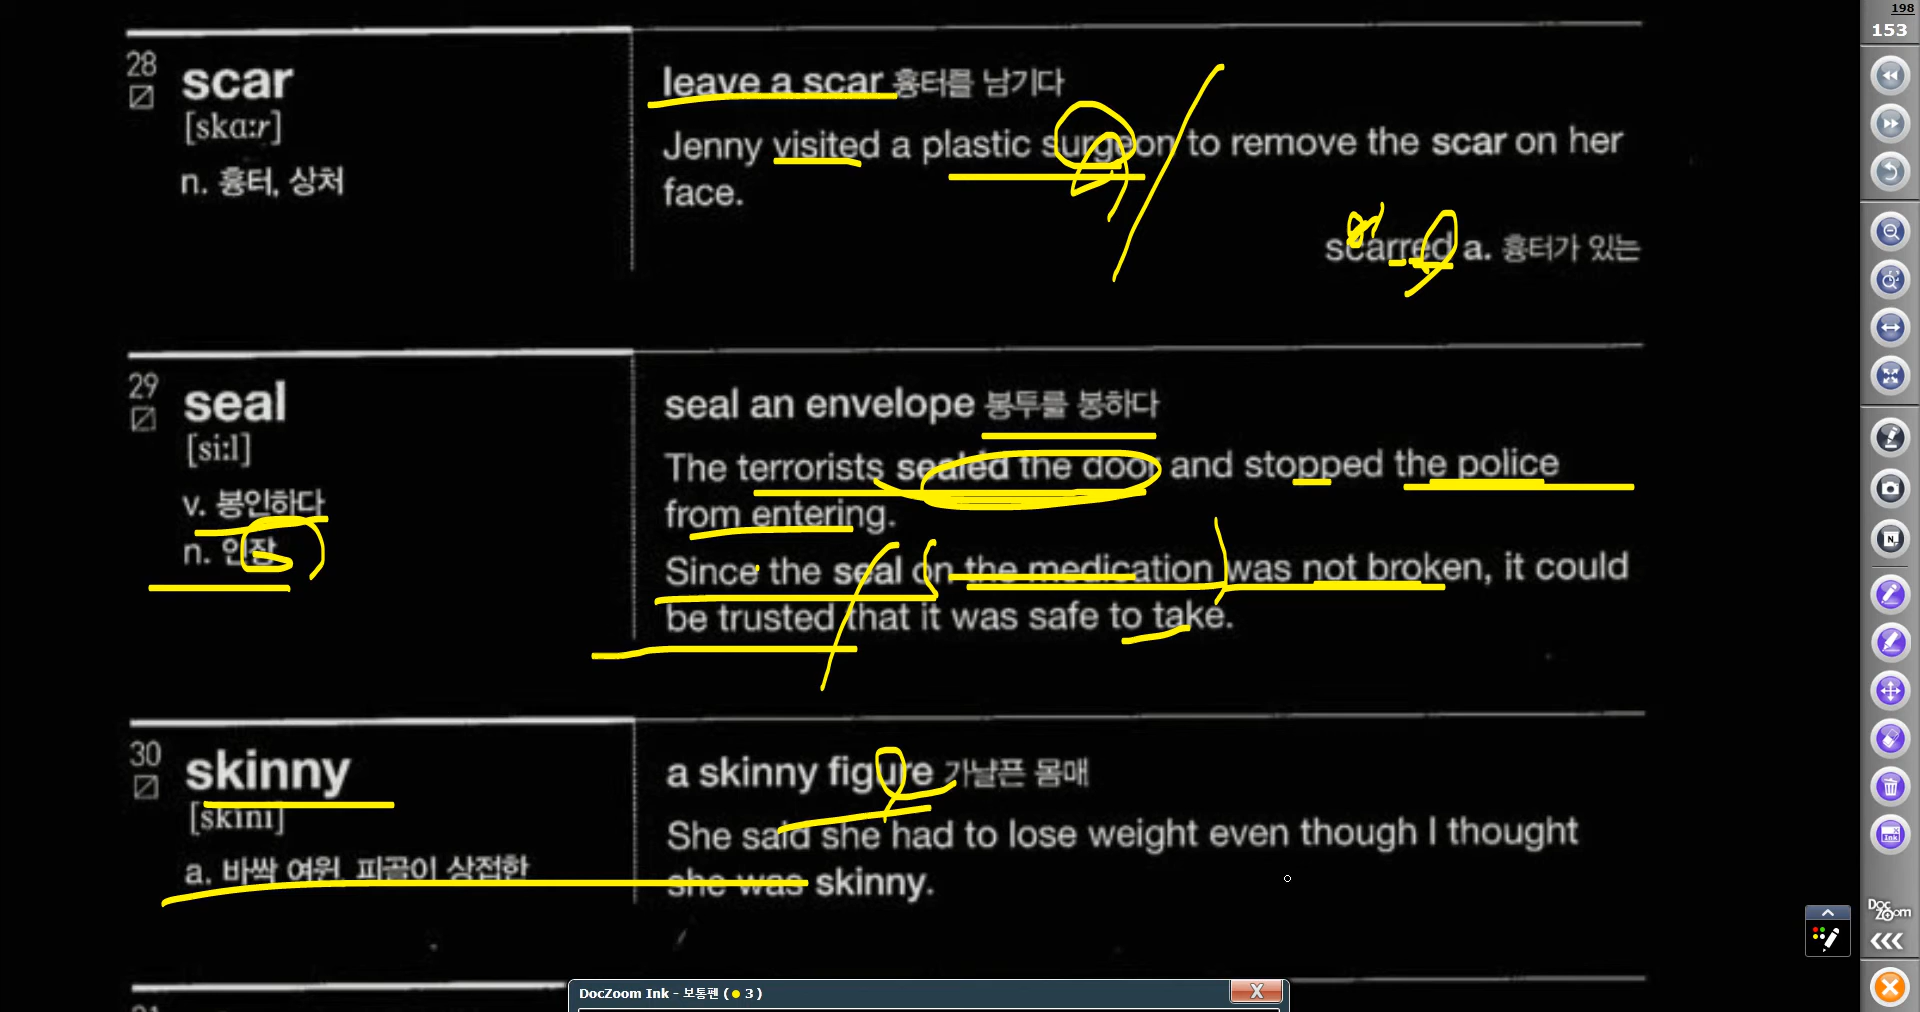 198
153
28
scar
[skɑːr]
n. 흉터, 상처
leave a scar 흉터를 남기다
Jenny visited a plastic surgeon to remove the scar on her
face.
scarred a. 흉터가 있는
29
seal
[siːl]
v. 봉인하다
n. 인장
seal an envelope 봉투를 봉하다
The terrorists sealed the door and stopped the police
from entering.
Since the seal on the medication was not broken, it could
be trusted that it was safe to take.
30
skinny
[skini]
a. 바싹 여윈, 피골이 상접한
a skinny figure 가냘픈 몸매
She said she had to lose weight even though I thought
she was skinny.
Doc
Zoom
DocZoom Ink - 보통펜 ( 3 )